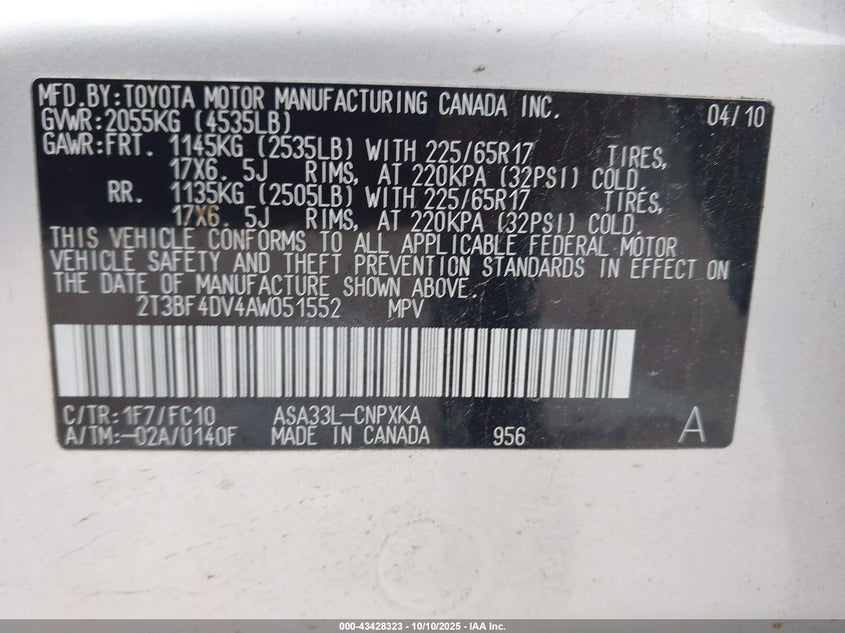 MFD.BY:TOYOTA MOTOR MANUFACTURING CANADA INC. 04/10
GVWR:2055KG (4535LB)
GAWR:FRT. 1145KG (2535LB) WITH 225/65R17 TIRES,
17X6. 5J RIMS, AT 220KPA (32PSI) COLD.
RR. 1135KG (2505LB) WITH 225/65R17 TIRES,
17X6. 5J RIMS, AT 220KPA (32PSI) COLD.
THIS VEHICLE CONFORMS TO ALL APPLICABLE FEDERAL MOTOR
VEHICLE SAFETY AND THEFT PREVENTION STANDARDS IN EFFECT ON
THE DATE OF MANUFACTURE SHOWN ABOVE.
2T3BF4DV4AW051552 MPV
C/TR:1F7/FC10 ASA33L-CNPXKA
A/TM:-02A/U140F MADE IN CANADA 956 A
000-43428323 - 10/10/2025 - IAA Inc.